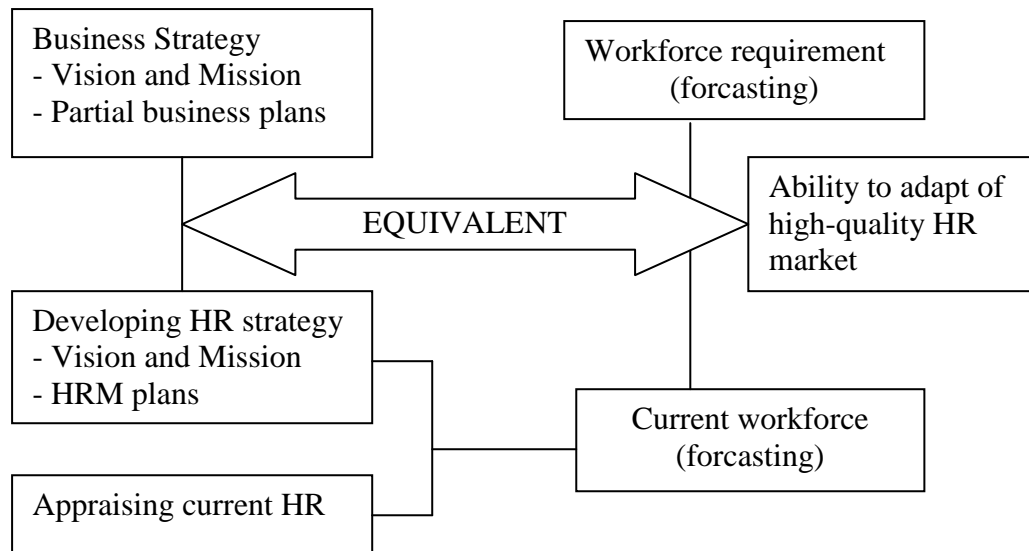 Business Strategy
- Vision and Mission
- Partial business plans
Workforce requirement
(forcasting)
EQUIVALENT
Ability to adapt of
high-quality HR
market
Developing HR strategy
- Vision and Mission
- HRM plans
Current workforce
(forcasting)
Appraising current HR